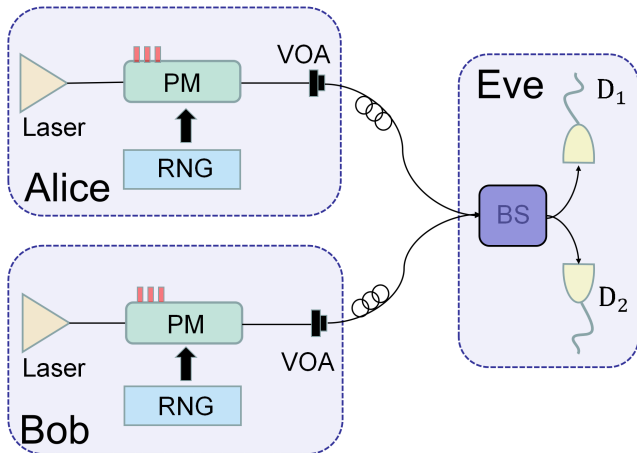 VOA
PM
Laser
RNG
Alice
Eve
D₁
BS
D₂
PM
VOA
Laser
RNG
Bob